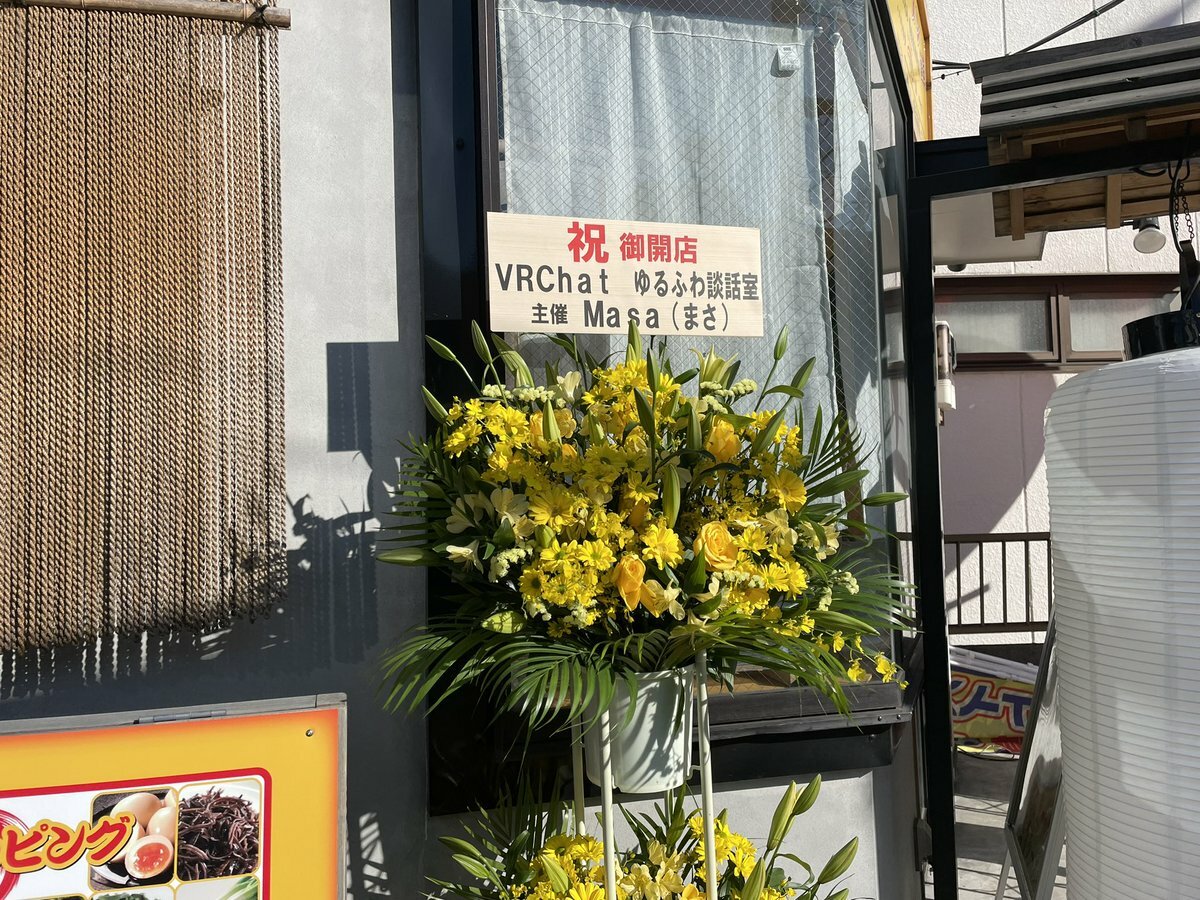 祝 御開店
VRChat ゆるふわ談話室
主催 Masa(まさ)
ピング